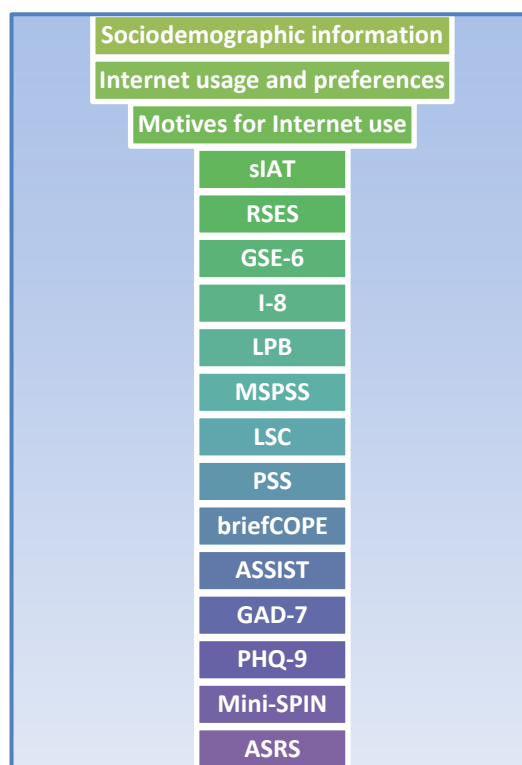 Sociodemographic information
Internet usage and preferences
Motives for Internet use
sIAT
RSES
GSE-6
I-8
LPB
MSPSS
LSC
PSS
briefCOPE
ASSIST
GAD-7
PHQ-9
Mini-SPIN
ASRS